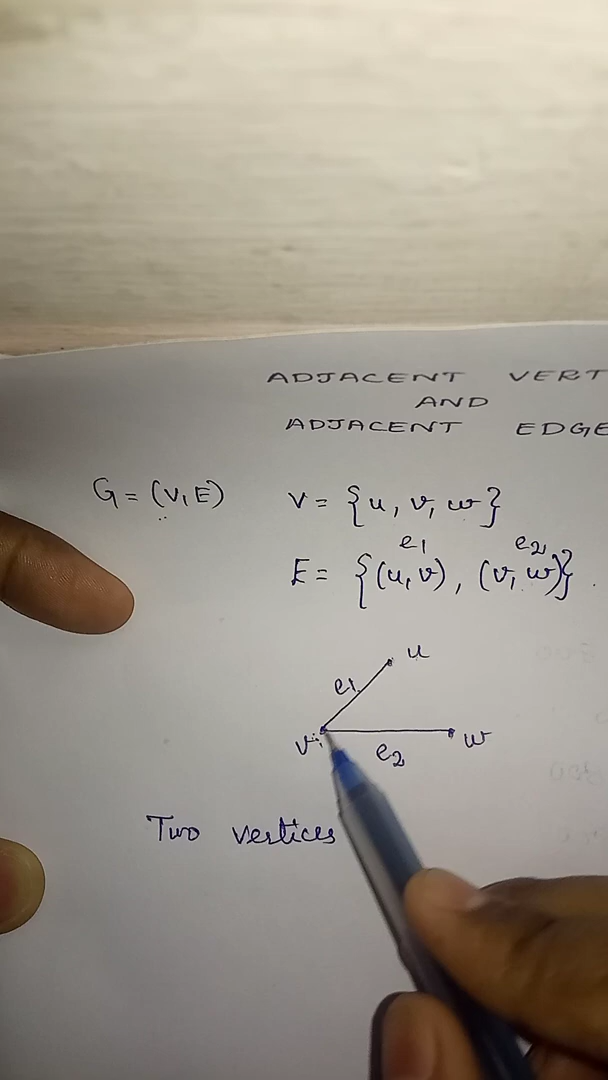 ADJACENT VERT
AND
ADJACENT EDGE
G = (V, E) V = {u, v, w}
e1 e2
E = {(u, v), (v, w)}.
u
e1
v w
e2
Two vertices